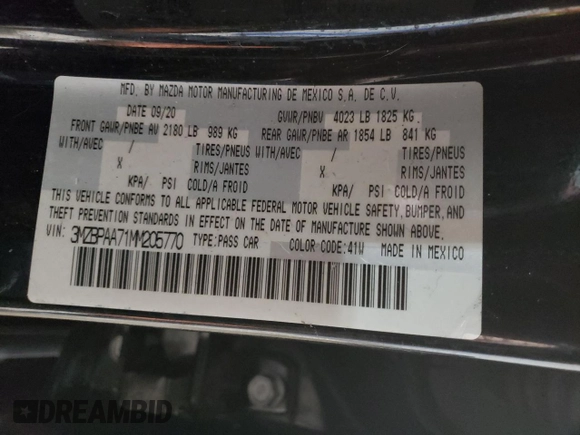 MFD. BY MAZDA MOTOR MANUFACTURING DE MEXICO S.A. DE C.V.
DATE 09/20 GVWR/PNBV 4023 LB 1825 KG
FRONT GAWR/PNBE AV 2180 LB 989 KG REAR GAWR/PNBE AR 1854 LB 841 KG
WITH/AVEC / TIRES/PNEUS WITH/AVEC / TIRES/PNEUS
X RIMS/JANTES X RIMS/JANTES
KPA/ PSI COLD/A FROID KPA/ PSI COLD/A FROID
THIS VEHICLE CONFORMS TO ALL APPLICABLE FEDERAL MOTOR VEHICLE SAFETY, BUMPER, AND
THEFT PREVENTION STANDARDS IN EFFECT ON THE DATE OF MANUFACTURE SHOWN ABOVE.
VIN: 3MZBPAA71MM205770 TYPE:PASS CAR COLOR CODE:41W MADE IN MEXICO
DREAMBID